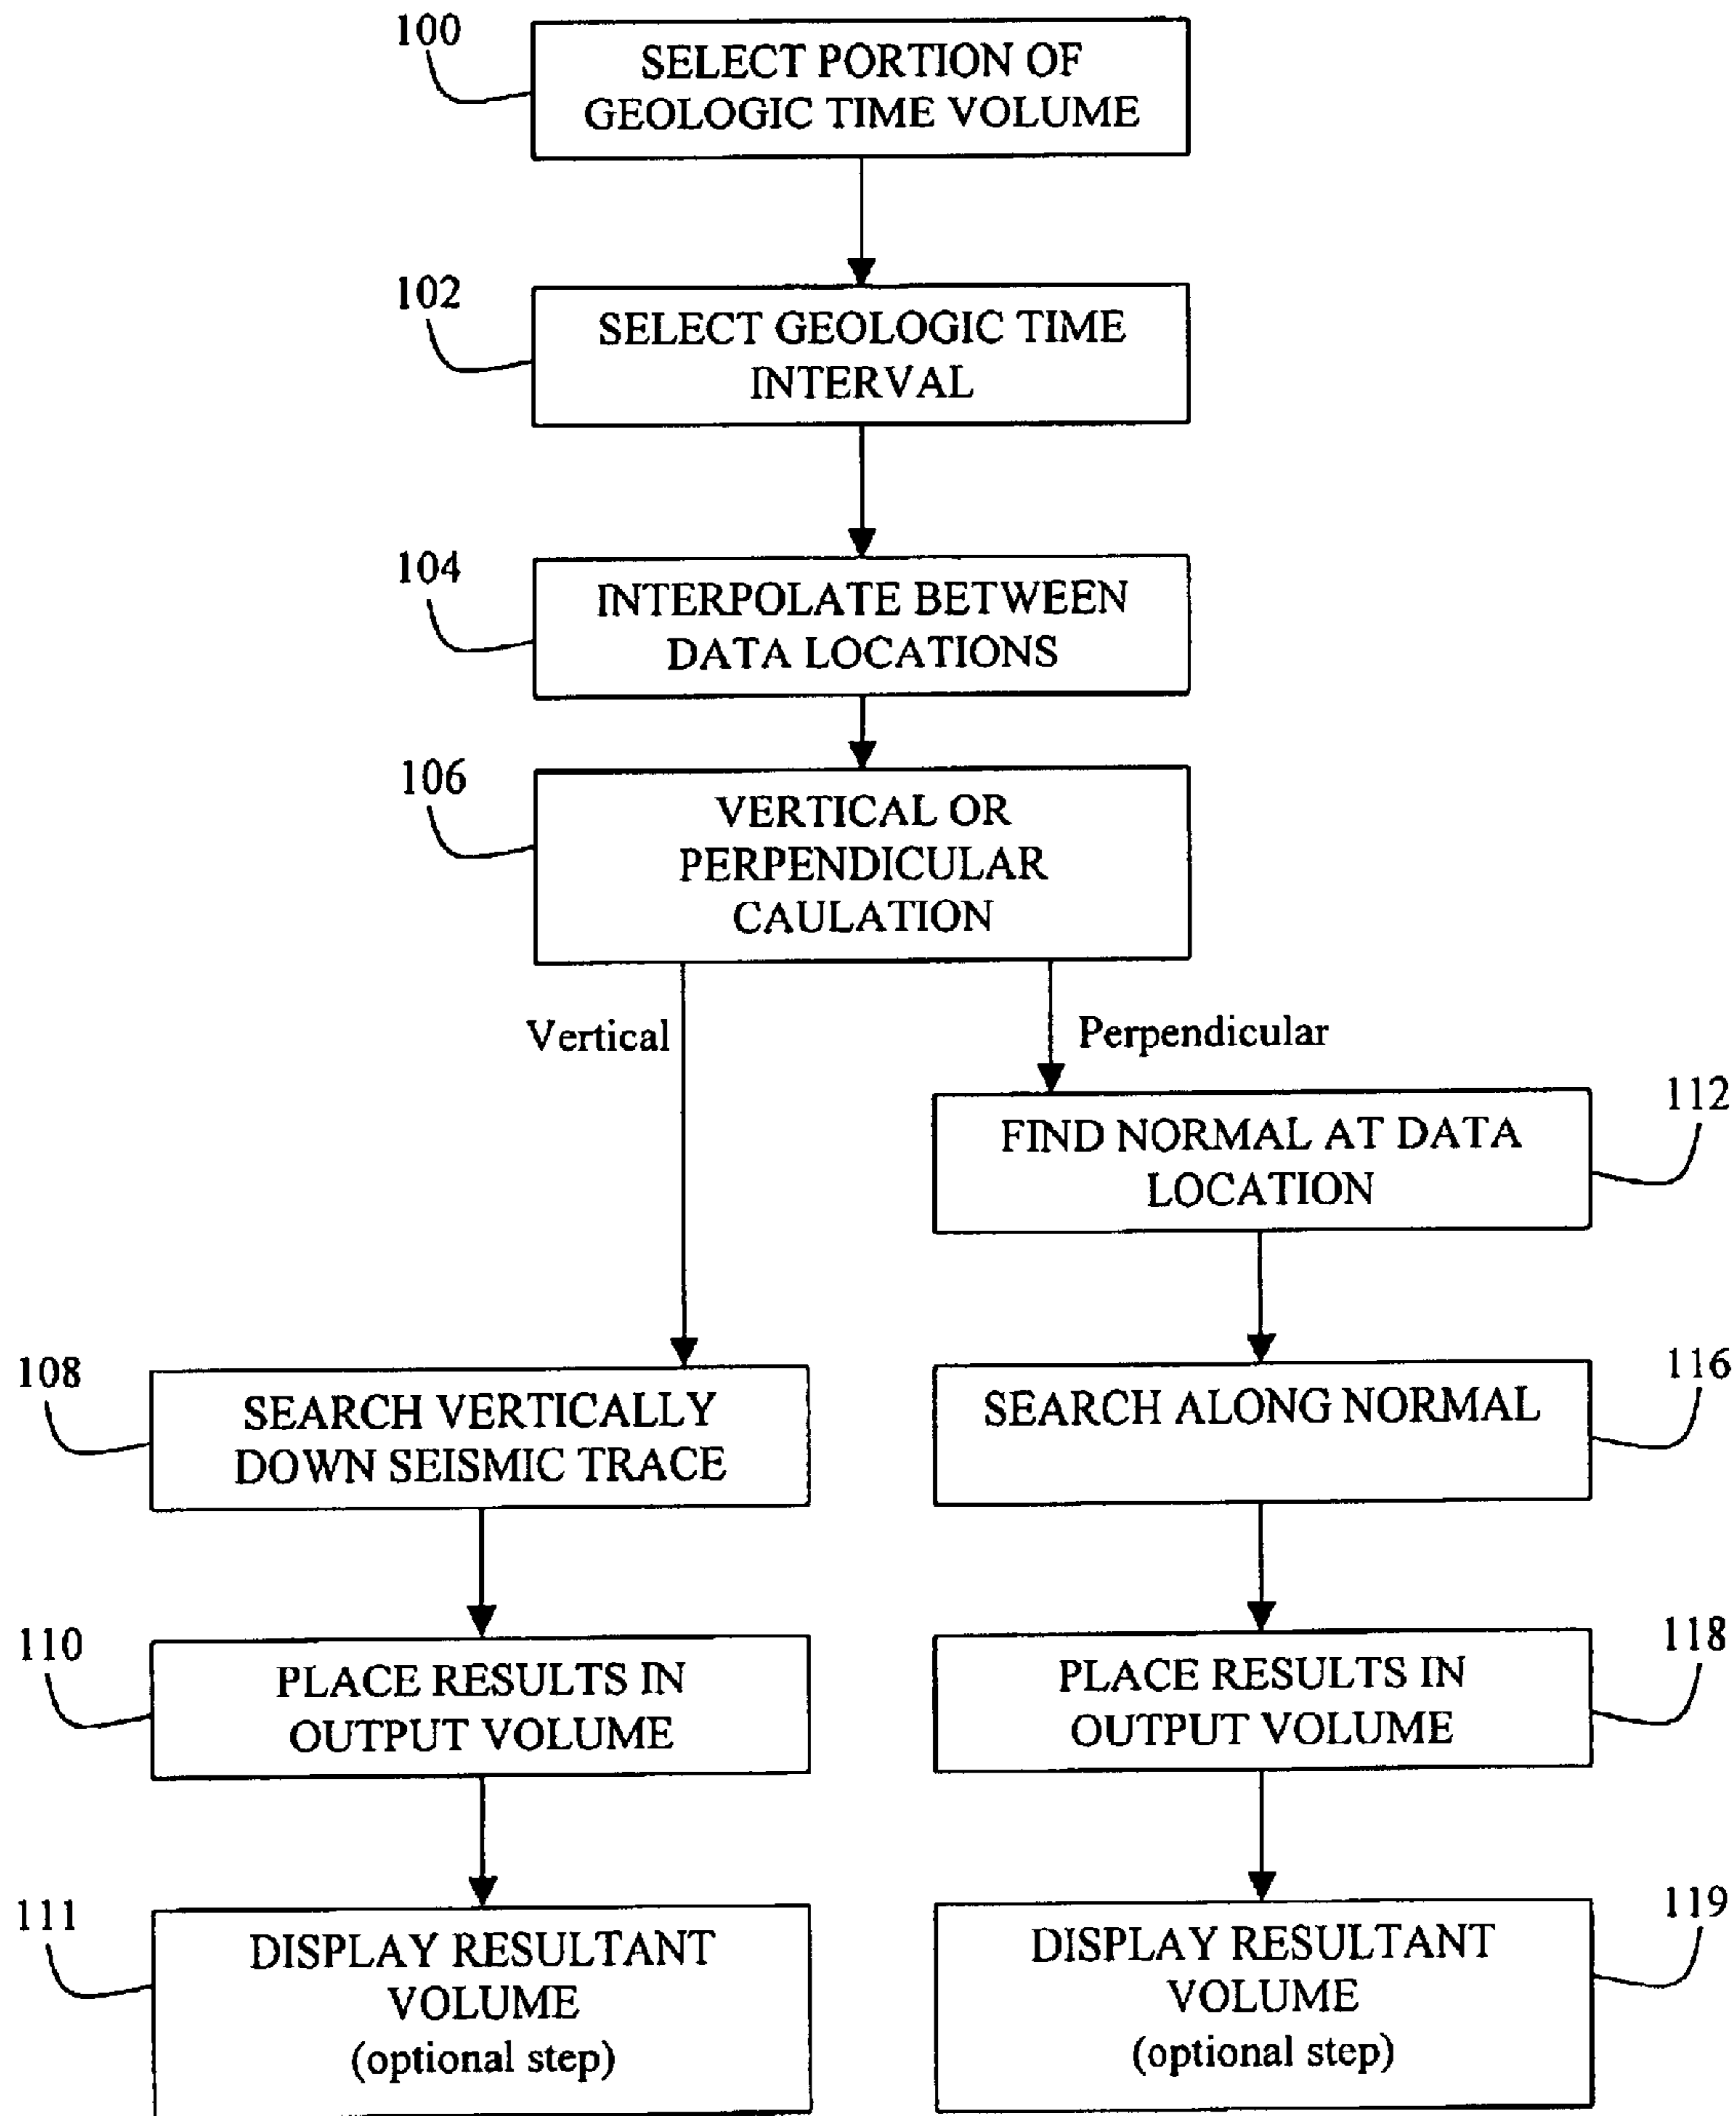 100
SELECT PORTION OF
GEOLOGIC TIME VOLUME
102
SELECT GEOLOGIC TIME
INTERVAL
104
INTERPOLATE BETWEEN
DATA LOCATIONS
106
VERTICAL OR
PERPENDICULAR
CAULATION
Vertical
Perpendicular
112
FIND NORMAL AT DATA
LOCATION
108
SEARCH VERTICALLY
DOWN SEISMIC TRACE
116
SEARCH ALONG NORMAL
110
PLACE RESULTS IN
OUTPUT VOLUME
118
PLACE RESULTS IN
OUTPUT VOLUME
111
DISPLAY RESULTANT
VOLUME
(optional step)
119
DISPLAY RESULTANT
VOLUME
(optional step)